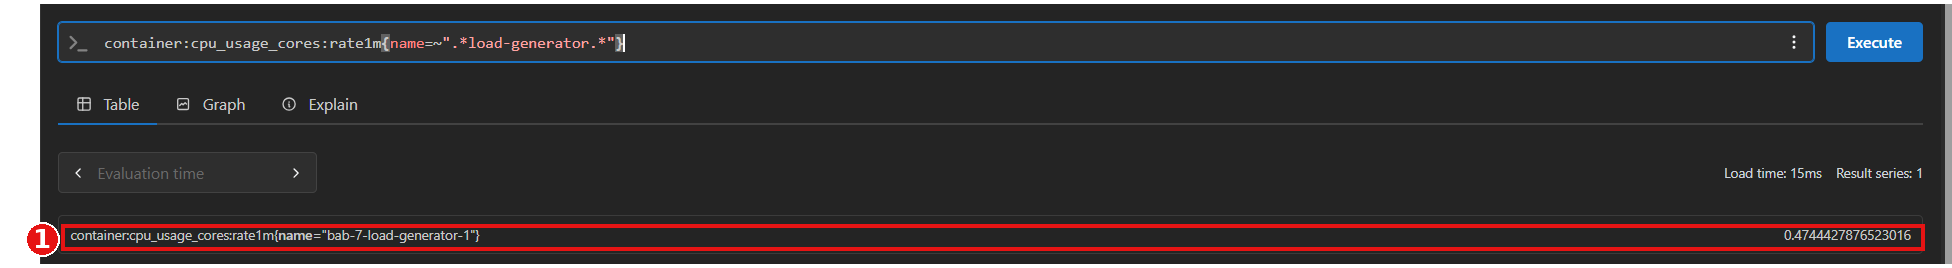 container:cpu_usage_cores:rate1m{name=~".*load-generator.*"}
Execute
Table Graph Explain
Evaluation time
Load time: 15ms Result series: 1
1 container:cpu_usage_cores:rate1m{name="bab-7-load-generator-1"} 0.4744427876523016